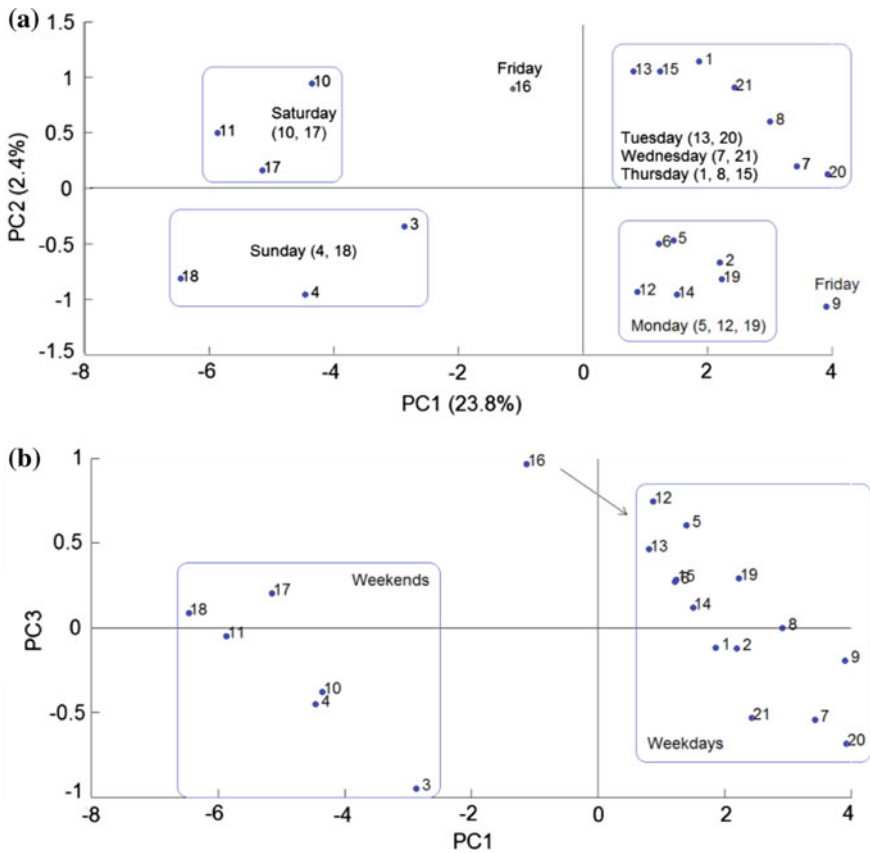 (a)
1.5
1
0.5
0
-0.5
-1
-1.5
PC2 (2.4%)
10
Saturday
(10, 17)
11
17
Friday
16
13 15 1
21
8
7
20
Tuesday (13, 20)
Wednesday (7, 21)
Thursday (1, 8, 15)
3
Sunday (4, 18)
18
4
6 5
2
19
12 14
Monday (5, 12, 19)
Friday
9
-8 -6 -4 -2 0 2 4
PC1 (23.8%)
(b)
1
0.5
0
-0.5
-1
PC3
16
Weekends
17
18
11
10
4
3
12
5
13
15
6
19
14
8
1 2
9
21 7
20
Weekdays
-8 -6 -4 -2 0 2 4
PC1